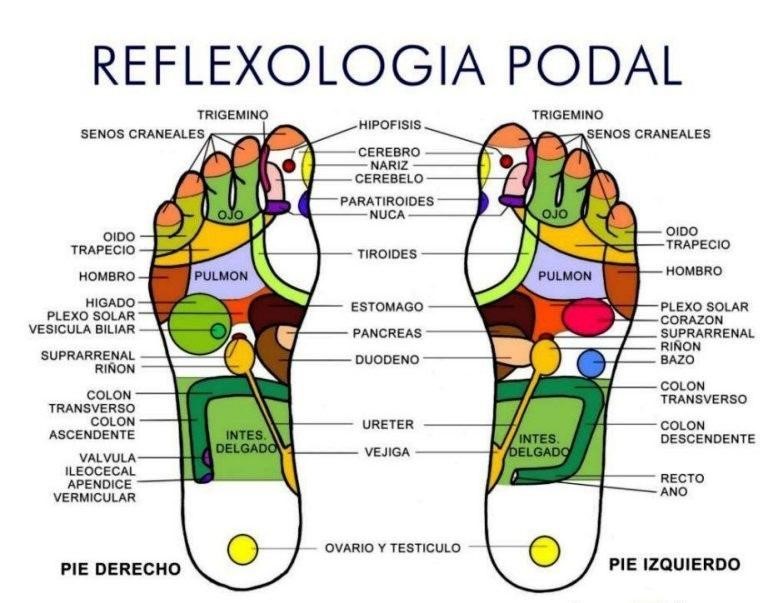 REFLEXOLOGIA PODAL
TRIGEMINO
SENOS CRANEALES
HIPOFISIS
CEREBRO
NARIZ
CEREBELO
PARATIROIDES
NUCA
TRIGEMINO
SENOS CRANEALES
OJO
OIDO
TRAPECIO
HOMBRO
PULMON
TIROIDES
OJO
OIDO
TRAPECIO
HOMBRO
PULMON
HIGADO
PLEXO SOLAR
VESICULA BILIAR
SUPRARRENAL
RIÑON
ESTOMAGO
PANCREAS
DUODENO
PLEXO SOLAR
CORAZON
SUPRARRENAL
RIÑON
BAZO
COLON
TRANSVERSO
COLON
ASCENDENTE
VALVULA
ILEOCECAL
APENDICE
VERMICULAR
INTES.
DELGADO
URETER
VEJIGA
INTES.
DELGADO
COLON
TRANSVERSO
COLON
DESCENDENTE
RECTO
ANO
OVARIO Y TESTICULO
PIE DERECHO
PIE IZQUIERDO